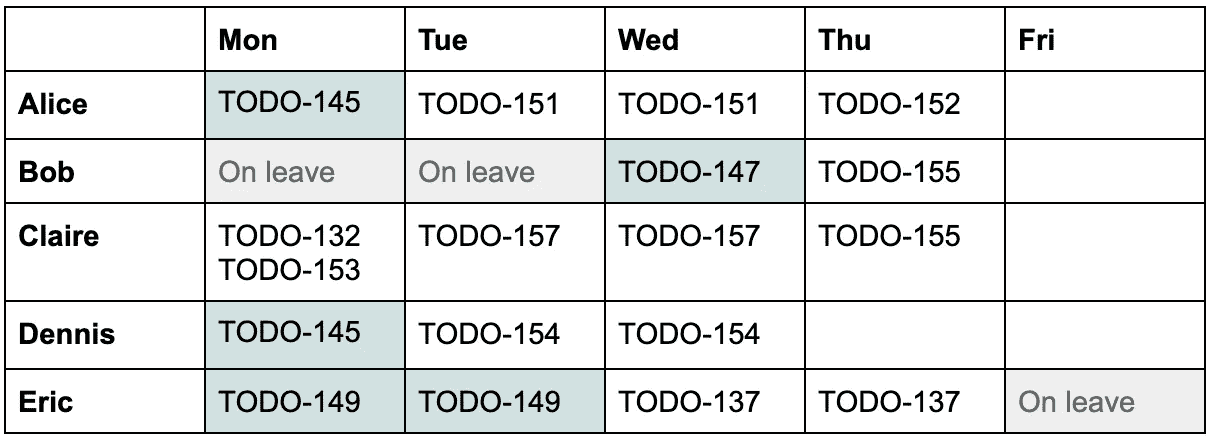 Mon Tue Wed Thu Fri
Alice TODO-145 TODO-151 TODO-151 TODO-152
Bob On leave On leave TODO-147 TODO-155
Claire TODO-132 TODO-157 TODO-157 TODO-155
TODO-153
Dennis TODO-145 TODO-154 TODO-154
Eric TODO-149 TODO-149 TODO-137 TODO-137 On leave